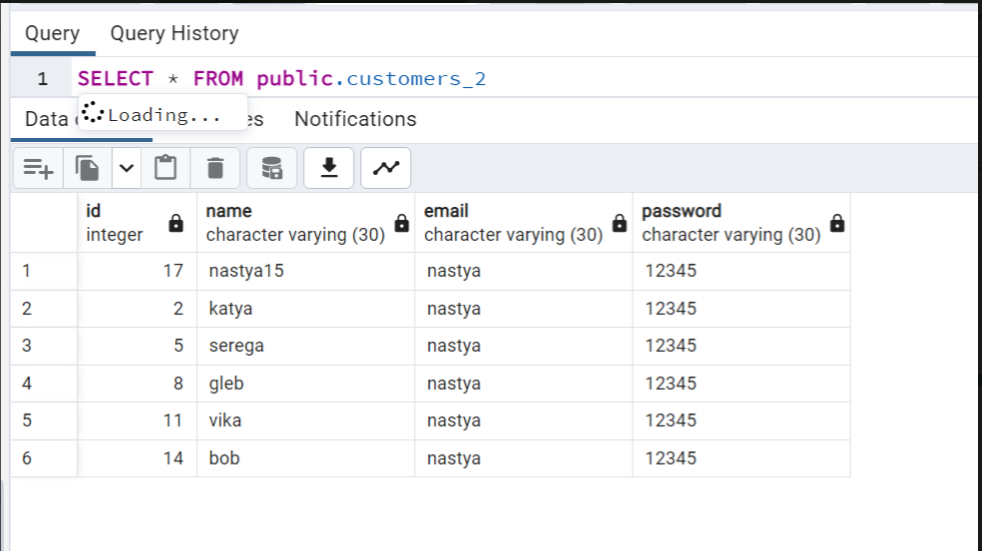 Query Query History
1 SELECT * FROM public.customers_2
Loading...
Data es Notifications
id name email password
integer character varying (30) character varying (30) character varying (30)
1 17 nastya15 nastya 12345
2 2 katya nastya 12345
3 5 serega nastya 12345
4 8 gleb nastya 12345
5 11 vika nastya 12345
6 14 bob nastya 12345